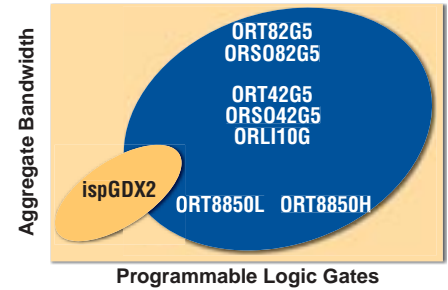 Aggregate Bandwidth
ORT82G5
ORSO82G5
ORT42G5
ORSO42G5
ORLI10G
ispGDX2
ORT8850L ORT8850H
Programmable Logic Gates